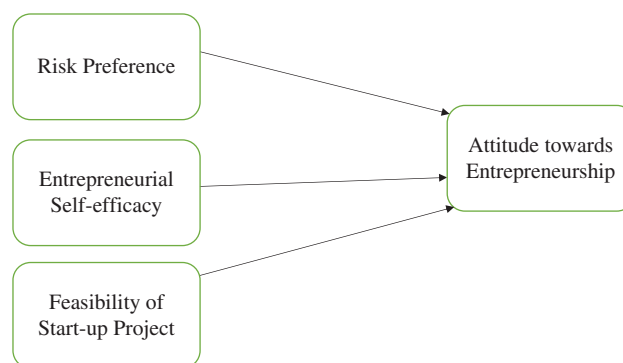 Risk Preference
Entrepreneurial
Self-efficacy
Feasibility of
Start-up Project
Attitude towards
Entrepreneurship